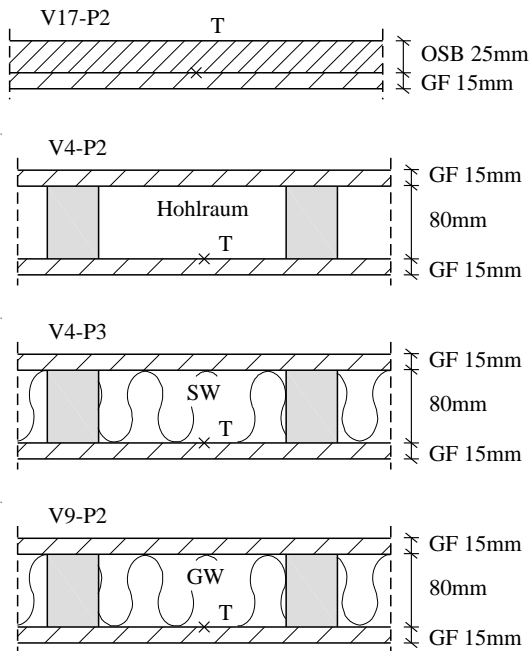 V17-P2
T
OSB 25mm
GF 15mm
V4-P2
GF 15mm
Hohlraum
80mm
T
GF 15mm
V4-P3
GF 15mm
SW
80mm
T
GF 15mm
V9-P2
GF 15mm
GW
80mm
T
GF 15mm